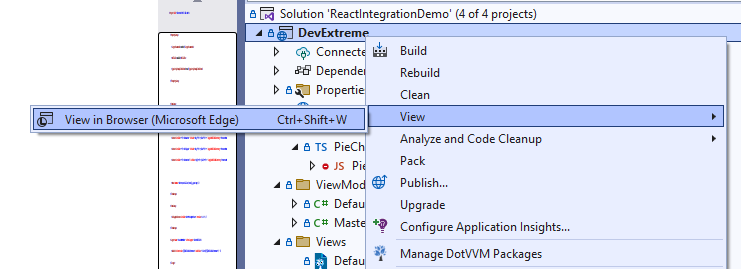 Solution 'ReactIntegrationDemo' (4 of 4 projects)
DevExtreme
Connecte
Build
Depender
Rebuild
Propertie
Clean
View in Browser (Microsoft Edge) Ctrl+Shift+W
View
Analyze and Code Cleanup
TS PieCh
Pack
JS Pie
Publish...
ViewMod
Upgrade
C# Defau
Configure Application Insights...
C# Maste
Views
Manage DotVVM Packages
Defau